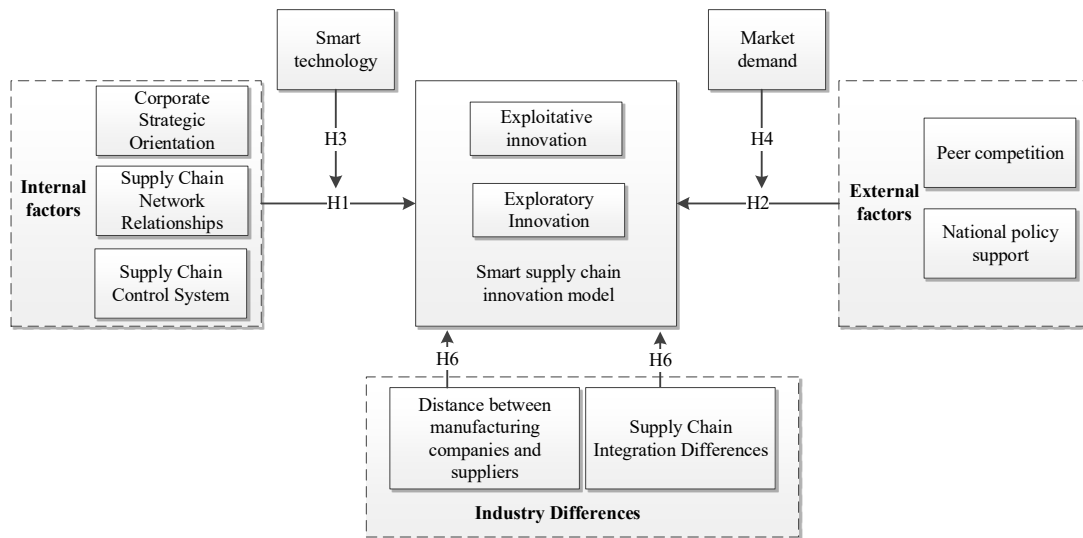 Smart
technology
Market
demand
Internal
factors
Corporate
Strategic
Orientation
Supply Chain
Network
Relationships
Supply Chain
Control System
H3
H1
Exploitative
innovation
Exploratory
Innovation
Smart supply chain
innovation model
H4
H2
External
factors
Peer competition
National policy
support
H6
H6
Distance between
manufacturing
companies and
suppliers
Supply Chain
Integration Differences
Industry Differences